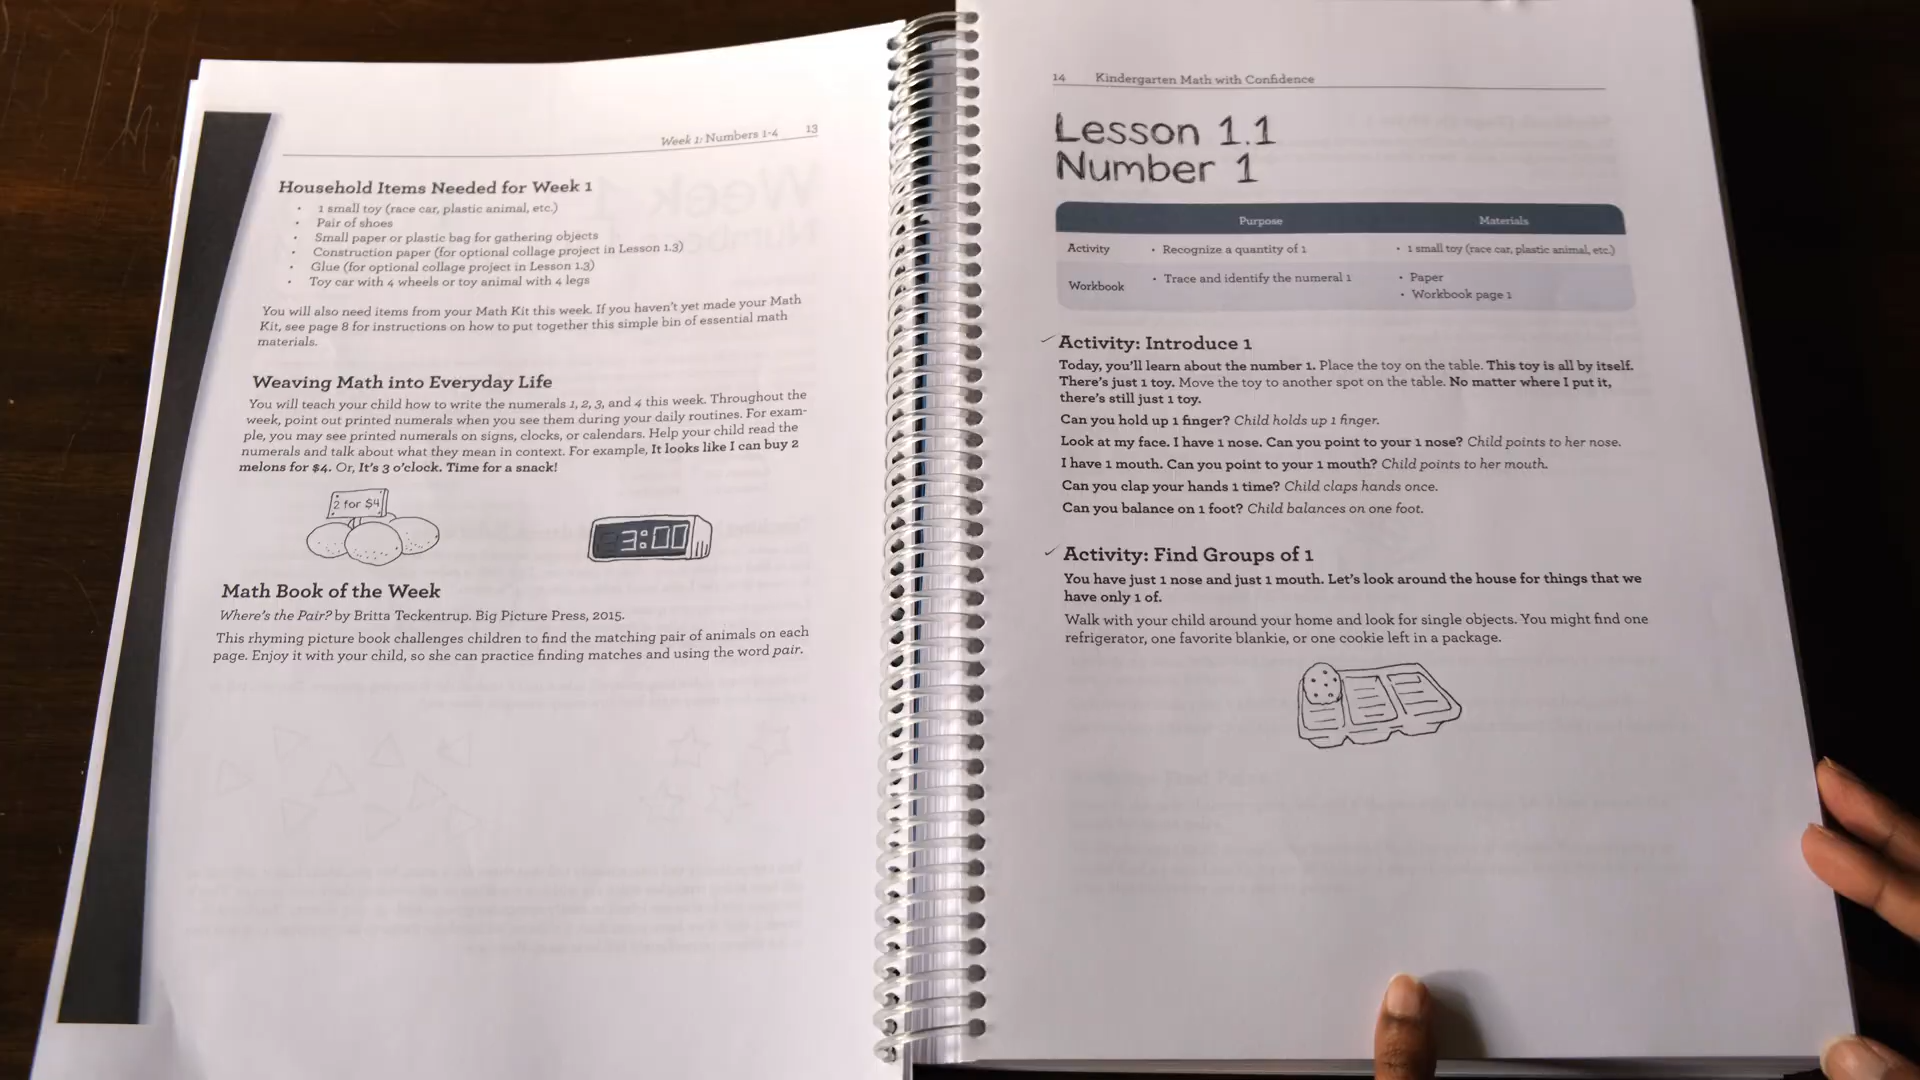 Week 1: Numbers 1-4 13
Household Items Needed for Week 1
• 1 small toy (race car, plastic animal, etc.)
• Pair of shoes
• Small paper or plastic bag for gathering objects
• Construction paper (for optional collage project in Lesson 1.3)
• Glue (for optional collage project in Lesson 1.3)
• Toy car with 4 wheels or toy animal with 4 legs
You will also need items from your Math Kit this week. If you haven't yet made your Math
Kit, see page 8 for instructions on how to put together this simple bin of essential math
materials.
Weaving Math into Everyday Life
You will teach your child how to write the numerals 1, 2, 3, and 4 this week. Throughout the
week, point out printed numerals when you see them during your daily routines. For exam-
ple, you may see printed numerals on signs, clocks, or calendars. Help your child read the
numerals and talk about what they mean in context. For example, It looks like I can buy 2
melons for $4. Or, It's 3 o'clock. Time for a snack!
2 for $4
3:00
Math Book of the Week
Where's the Pair? by Britta Teckentrup. Big Picture Press, 2015.
This rhyming picture book challenges children to find the matching pair of animals on each
page. Enjoy it with your child, so she can practice finding matches and using the word pair.
14 Kindergarten Math with Confidence
Lesson 1.1
Number 1
Purpose Materials
Activity • Recognize a quantity of 1 • 1 small toy (race car, plastic animal, etc.)
Workbook • Trace and identify the numeral 1 • Paper
• Workbook page 1
Activity: Introduce 1
Today, you'll learn about the number 1. Place the toy on the table. This toy is all by itself.
There's just 1 toy. Move the toy to another spot on the table. No matter where I put it,
there's still just 1 toy.
Can you hold up 1 finger? Child holds up 1 finger.
Look at my face. I have 1 nose. Can you point to your 1 nose? Child points to her nose.
I have 1 mouth. Can you point to your 1 mouth? Child points to her mouth.
Can you clap your hands 1 time? Child claps hands once.
Can you balance on 1 foot? Child balances on one foot.
Activity: Find Groups of 1
You have just 1 nose and just 1 mouth. Let's look around the house for things that we
have only 1 of.
Walk with your child around your home and look for single objects. You might find one
refrigerator, one favorite blankie, or one cookie left in a package.